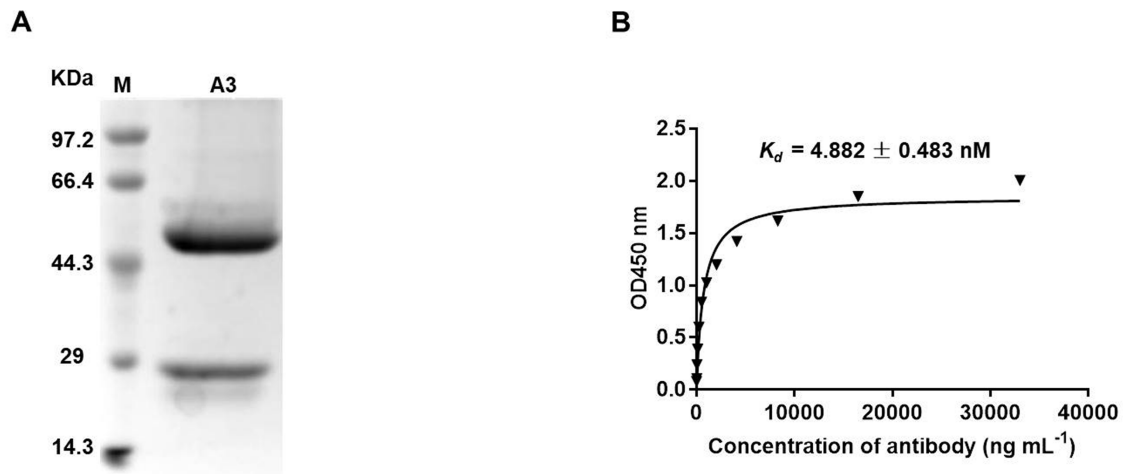 A
KDa
M
A3
97.2
66.4
44.3
29
14.3
B
K_d = 4.882 ± 0.483 nM
2.5
2.0
1.5
1.0
0.5
0.0
OD450 nm
0
10000
20000
30000
40000
Concentration of antibody (ng mL⁻¹)